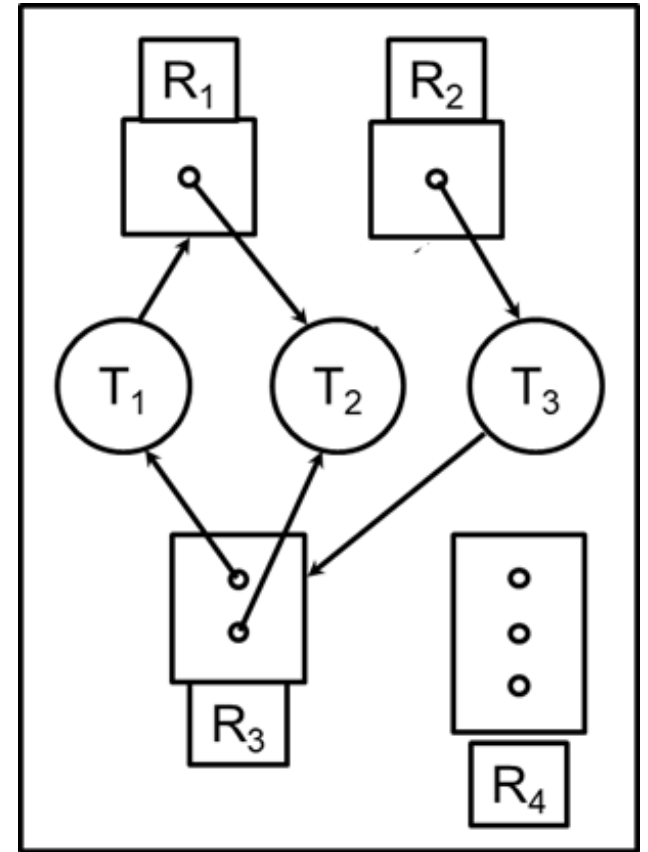 R₁ R₂
T₁ T₂ T₃
R₃
R₄